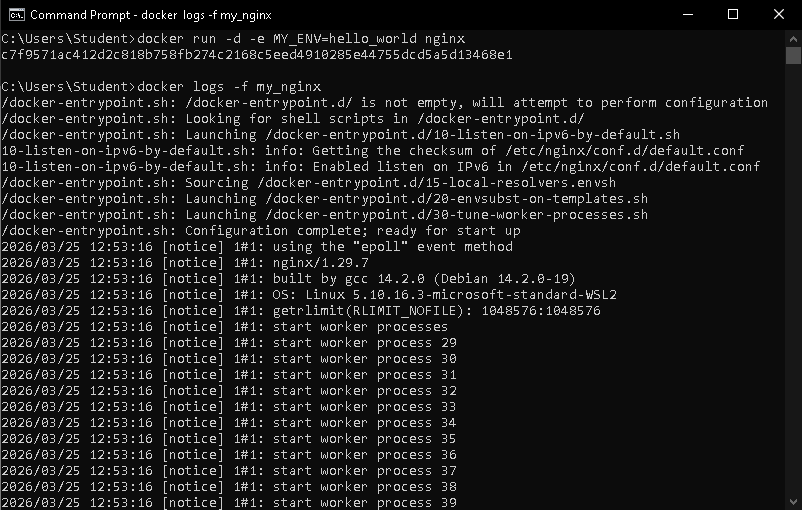 Command Prompt - docker logs -f my_nginx
C:\Users\Student>docker run -d -e MY_ENV=hello_world nginx
c7f9571ac412d2c818b758fb274c2168c5eed4910285e44755dcd5a5d13468e1
C:\Users\Student>docker logs -f my_nginx
/docker-entrypoint.sh: /docker-entrypoint.d/ is not empty, will attempt to perform configuration
/docker-entrypoint.sh: Looking for shell scripts in /docker-entrypoint.d/
/docker-entrypoint.sh: Launching /docker-entrypoint.d/10-listen-on-ipv6-by-default.sh
10-listen-on-ipv6-by-default.sh: info: Getting the checksum of /etc/nginx/conf.d/default.conf
10-listen-on-ipv6-by-default.sh: info: Enabled listen on IPv6 in /etc/nginx/conf.d/default.conf
/docker-entrypoint.sh: Sourcing /docker-entrypoint.d/15-local-resolvers.envsh
/docker-entrypoint.sh: Launching /docker-entrypoint.d/20-envsubst-on-templates.sh
/docker-entrypoint.sh: Launching /docker-entrypoint.d/30-tune-worker-processes.sh
/docker-entrypoint.sh: Configuration complete; ready for start up
2026/03/25 12:53:16 [notice] 1#1: using the "epoll" event method
2026/03/25 12:53:16 [notice] 1#1: nginx/1.29.7
2026/03/25 12:53:16 [notice] 1#1: built by gcc 14.2.0 (Debian 14.2.0-19)
2026/03/25 12:53:16 [notice] 1#1: OS: Linux 5.10.16.3-microsoft-standard-WSL2
2026/03/25 12:53:16 [notice] 1#1: getrlimit(RLIMIT_NOFILE): 1048576:1048576
2026/03/25 12:53:16 [notice] 1#1: start worker processes
2026/03/25 12:53:16 [notice] 1#1: start worker process 29
2026/03/25 12:53:16 [notice] 1#1: start worker process 30
2026/03/25 12:53:16 [notice] 1#1: start worker process 31
2026/03/25 12:53:16 [notice] 1#1: start worker process 32
2026/03/25 12:53:16 [notice] 1#1: start worker process 33
2026/03/25 12:53:16 [notice] 1#1: start worker process 34
2026/03/25 12:53:16 [notice] 1#1: start worker process 35
2026/03/25 12:53:16 [notice] 1#1: start worker process 36
2026/03/25 12:53:16 [notice] 1#1: start worker process 37
2026/03/25 12:53:16 [notice] 1#1: start worker process 38
2026/03/25 12:53:16 [notice] 1#1: start worker process 39